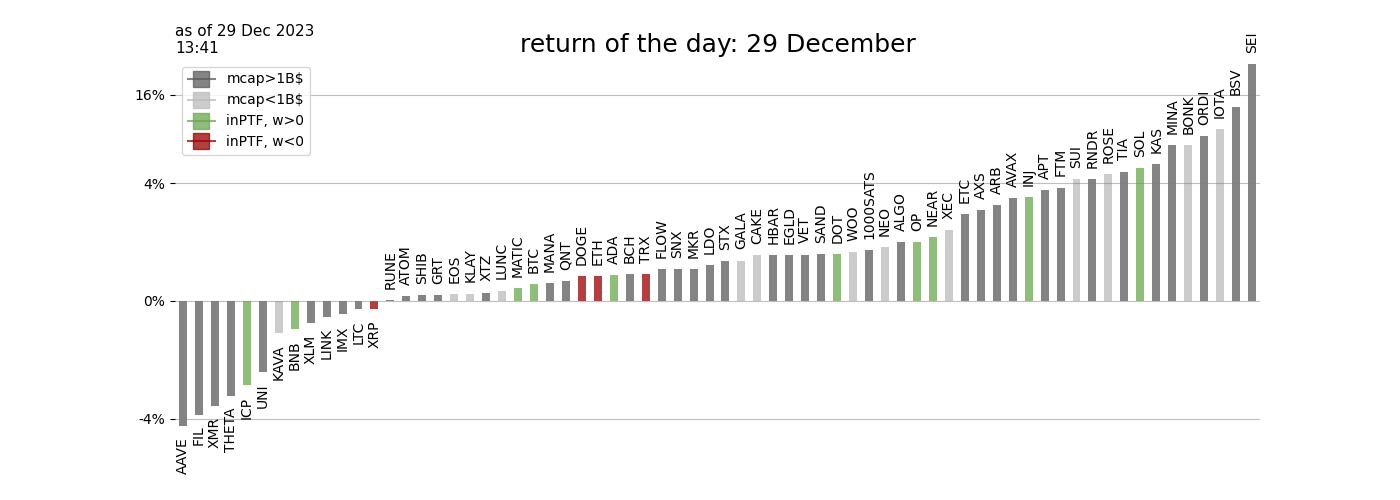 as of 29 Dec 2023
13:41
return of the day: 29 December
mcap>1B$
mcap<1B$
inPTF, w>0
inPTF, w<0
16%
4%
0%
-4%
AAVE
FIL
XMR
THETA
ICP
UNI
KAVA
BNB
XLM
LINK
IMX
LTC
XRP
RUNE
ATOM
SHIB
GRT
EOS
KLAY
XTZ
LUNC
MATIC
BTC
MANA
QNT
DOGE
ETH
ADA
BCH
TRX
FLOW
SNX
MKR
LDO
STX
GALA
CAKE
HBAR
EGLD
VET
SAND
DOT
WOO
1000SATS
NEO
ALGO
OP
NEAR
XEC
ETC
AXS
ARB
AVAX
INJ
APT
FTM
SUI
RNDR
ROSE
TIA
SOL
KAS
MINA
BONK
ORDI
IOTA
BSV
SEI